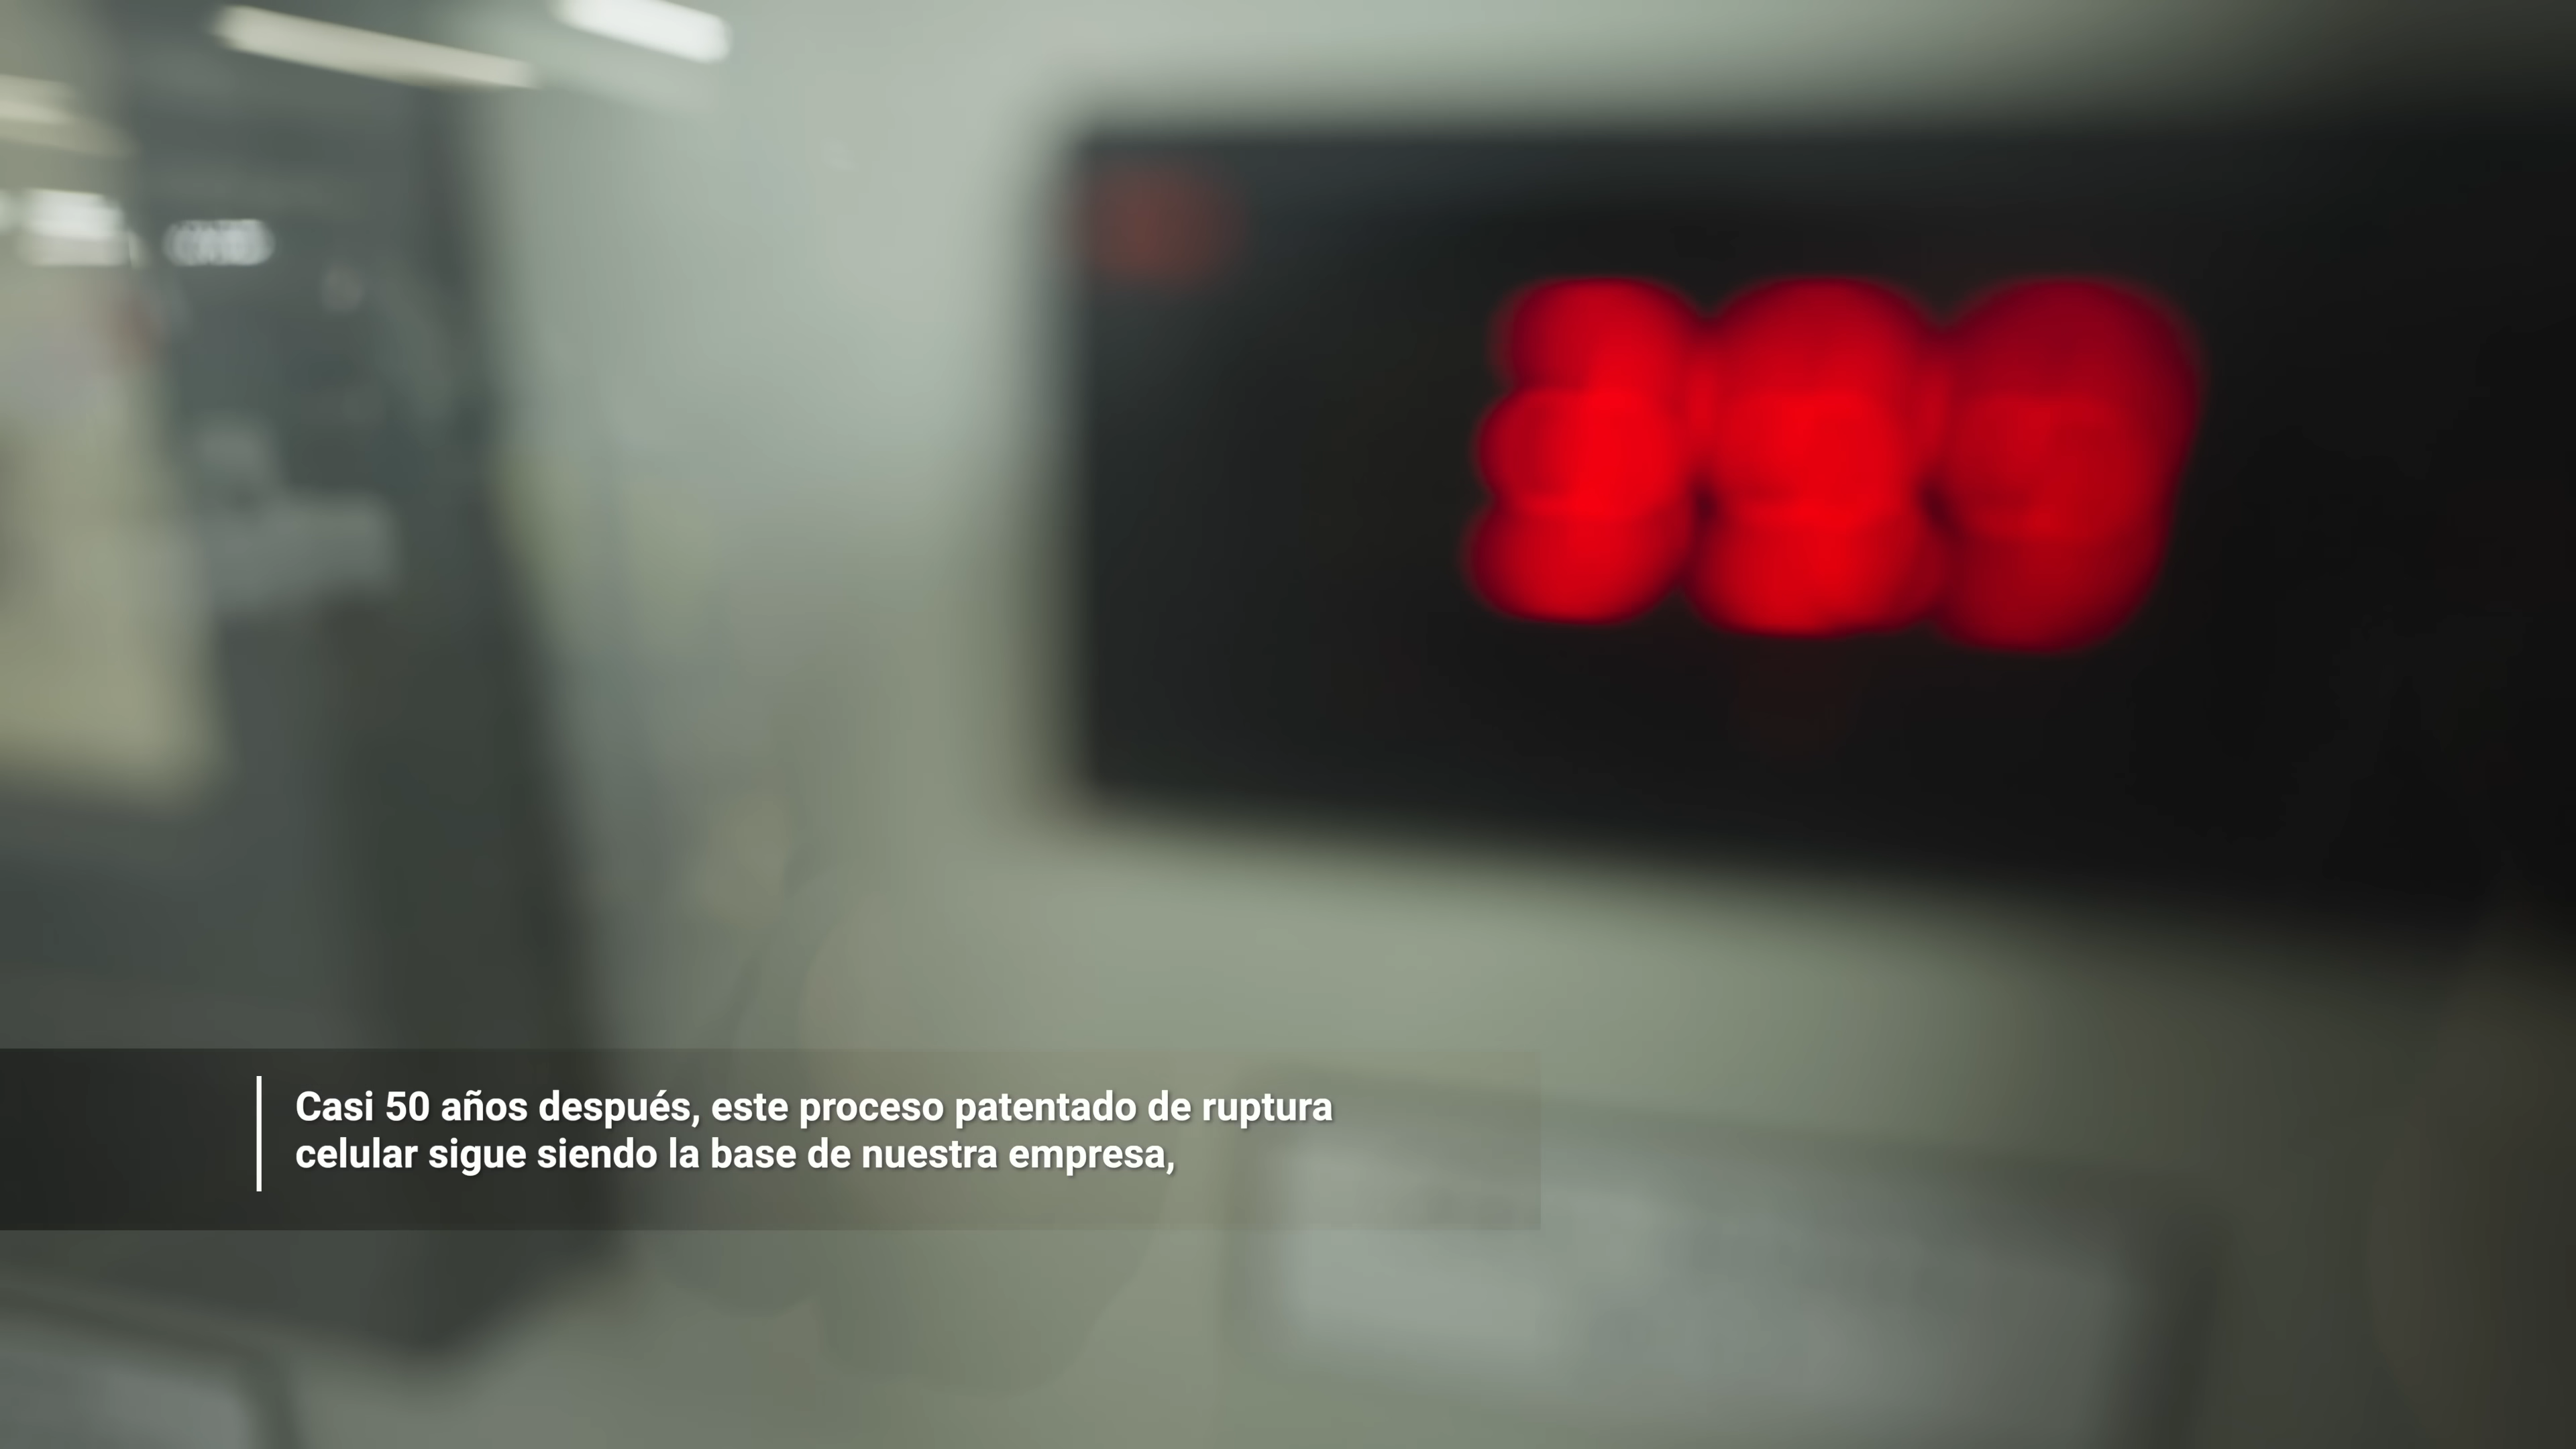 Casi 50 años después, este proceso patentado de ruptura
celular sigue siendo la base de nuestra empresa,